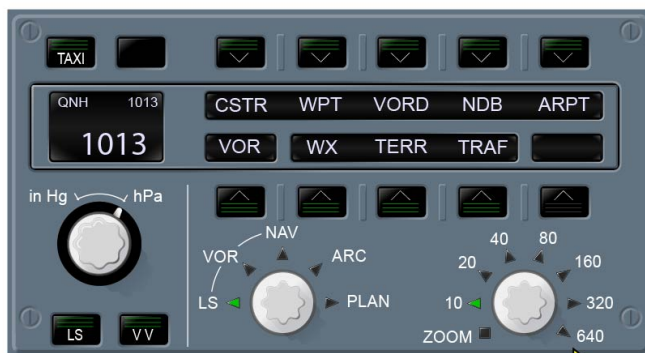 TAXI
QNH 1013
1013
CSTR WPT VORD NDB ARPT
VOR WX TERR TRAF
in Hg hPa
NAV
VOR ARC
LS PLAN
40 80
20 160
10 320
ZOOM 640
LS V V